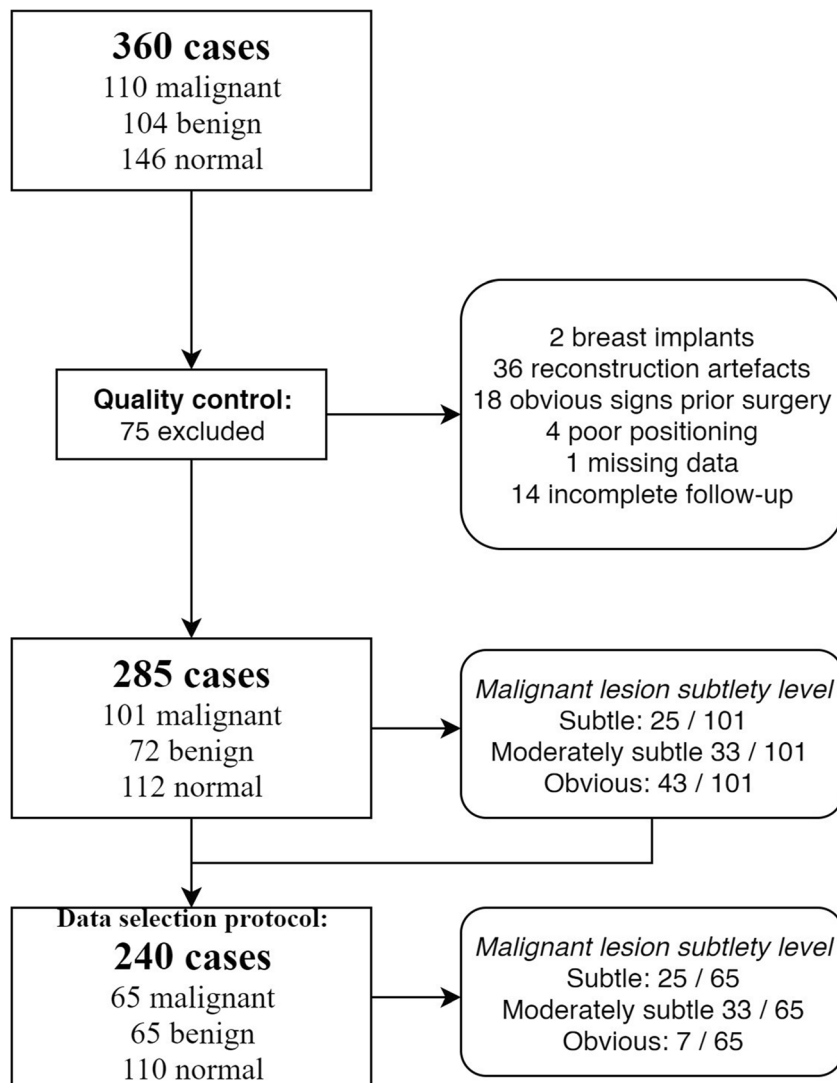 360 cases
110 malignant
104 benign
146 normal
Quality control:
75 excluded
2 breast implants
36 reconstruction artefacts
18 obvious signs prior surgery
4 poor positioning
1 missing data
14 incomplete follow-up
285 cases
101 malignant
72 benign
112 normal
Malignant lesion subtlety level
Subtle: 25 / 101
Moderately subtle 33 / 101
Obvious: 43 / 101
Data selection protocol:
240 cases
65 malignant
65 benign
110 normal
Malignant lesion subtlety level
Subtle: 25 / 65
Moderately subtle 33 / 65
Obvious: 7 / 65